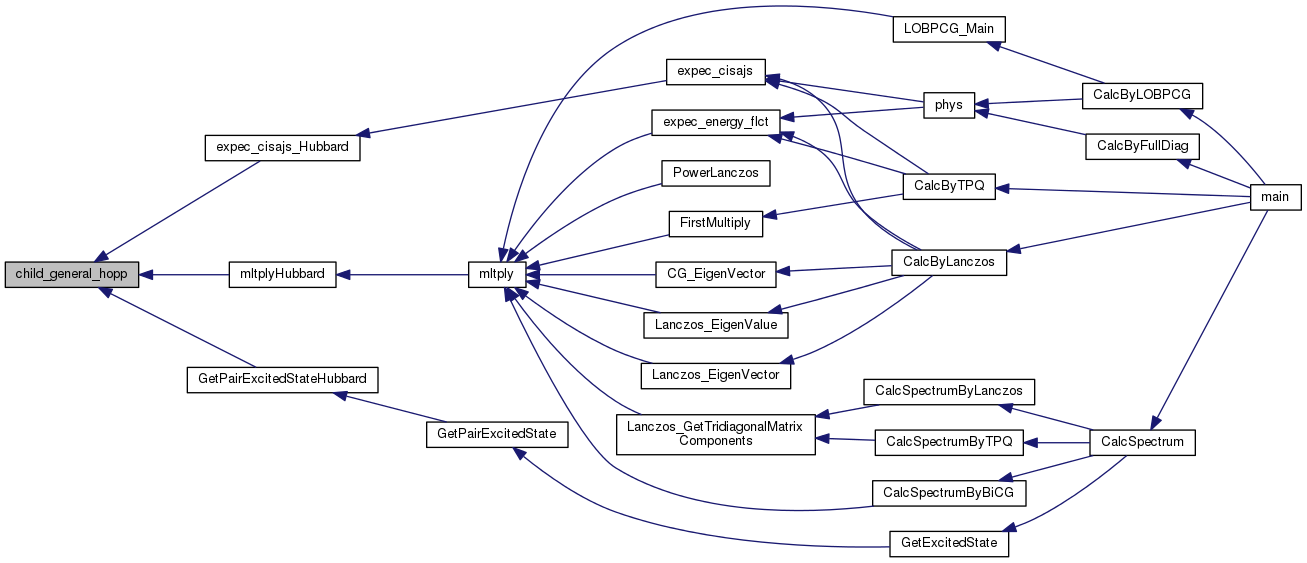 LOBPCG_Main
expec_cisajs
CalcByLOBPCG
phys
expec_energy_flct
expec_cisajs_Hubbard
CalcByFullDiag
PowerLanczos
CalcByTPQ
main
FirstMultiply
child_general_hopp
mltplyHubbard
mltply
CG_EigenVector
CalcByLanczos
Lanczos_EigenValue
GetPairExcitedStateHubbard
Lanczos_EigenVector
CalcSpectrumByLanczos
GetPairExcitedState
Lanczos_GetTridiagonalMatrix
Components
CalcSpectrumByTPQ
CalcSpectrum
CalcSpectrumByBiCG
GetExcitedState